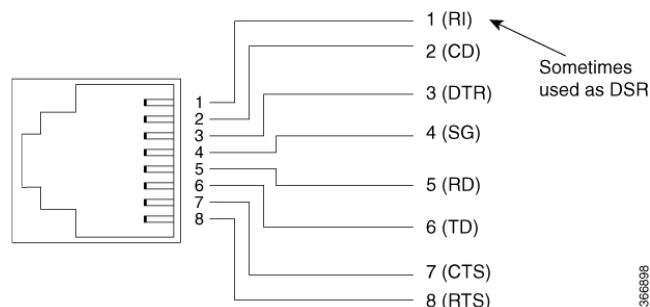 1 (RI)
2 (CD)
Sometimes
used as DSR
3 (DTR)
4 (SG)
5 (RD)
6 (TD)
7 (CTS)
8 (RTS)
1
2
3
4
5
6
7
8
366898